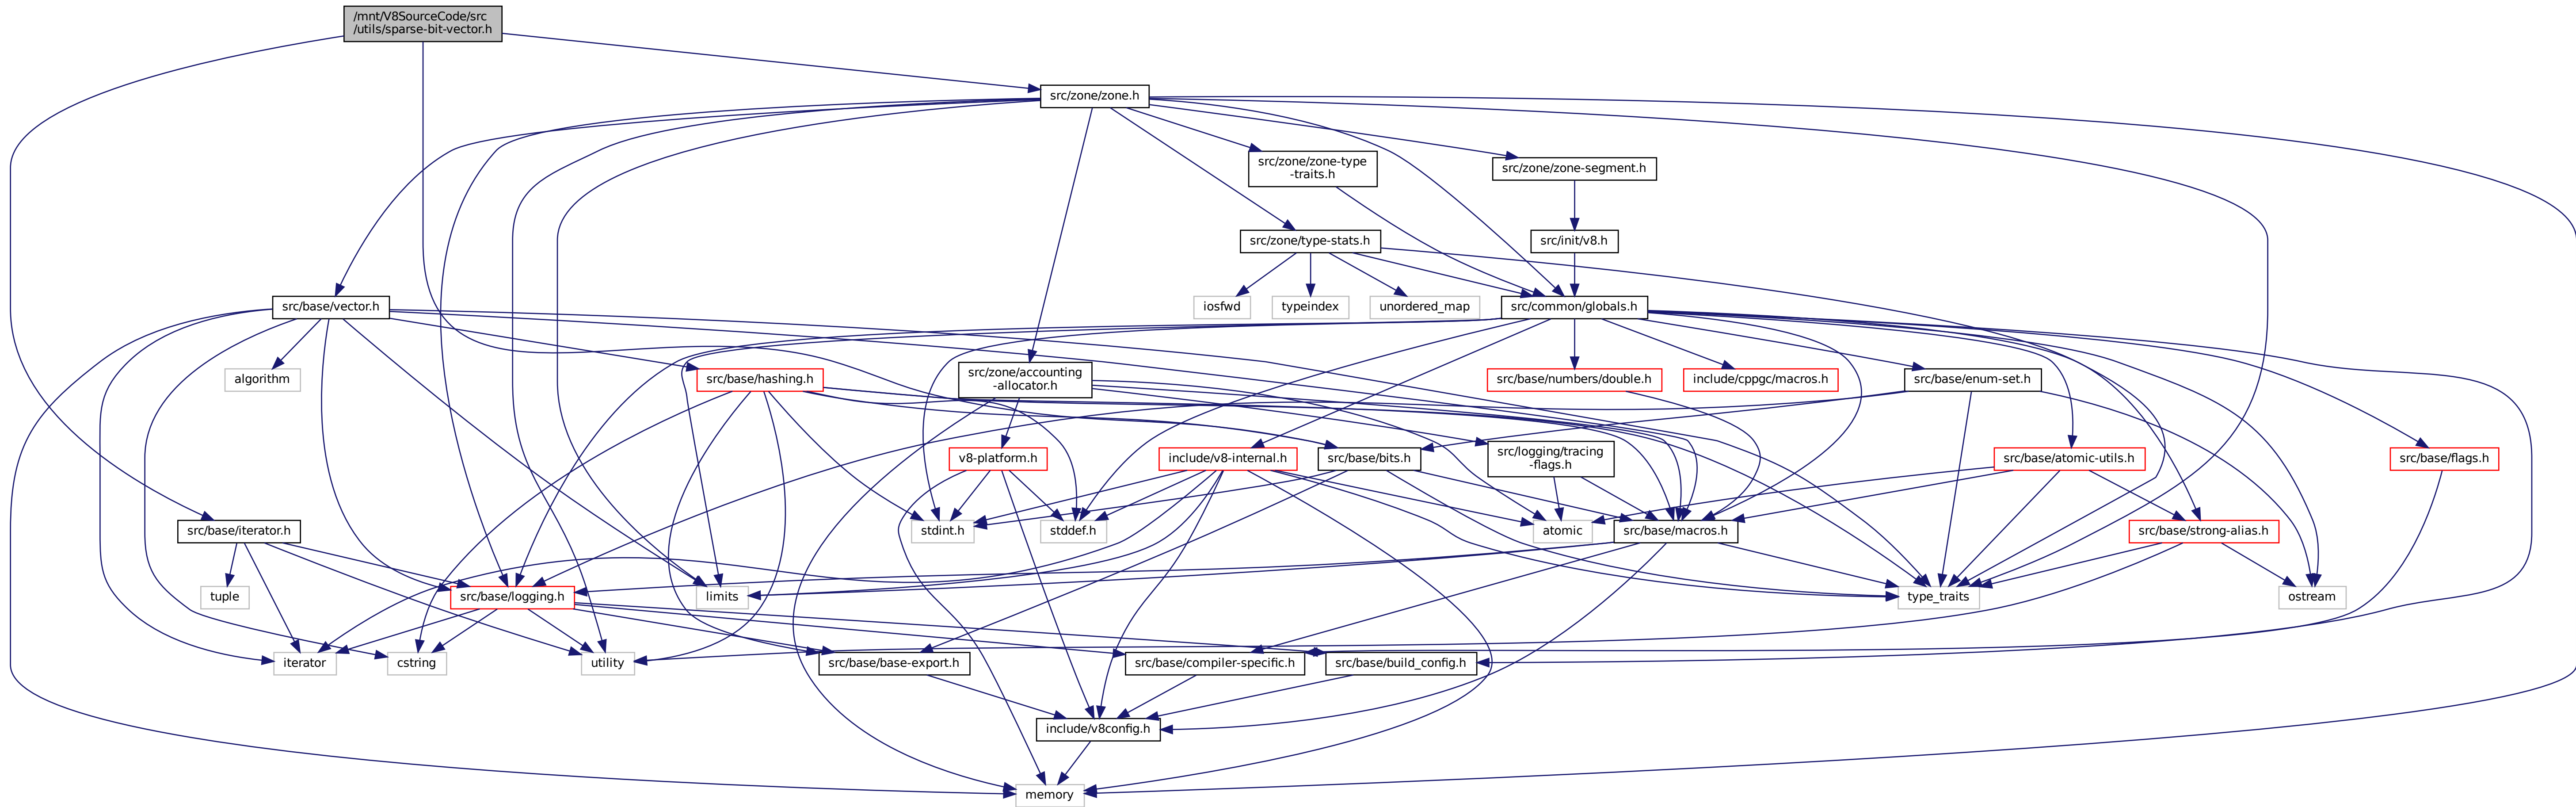 /mnt/V8SourceCode/src
/utils/sparse-bit-vector.h
src/zone/zone.h
src/zone/zone-type
-traits.h
src/zone/zone-segment.h
src/zone/type-stats.h
src/init/v8.h
src/base/vector.h
iosfwd
typeindex
unordered_map
src/common/globals.h
algorithm
src/base/hashing.h
src/zone/accounting
-allocator.h
src/base/numbers/double.h
include/cppgc/macros.h
src/base/enum-set.h
v8-platform.h
include/v8-internal.h
src/base/bits.h
src/logging/tracing
-flags.h
src/base/atomic-utils.h
src/base/flags.h
src/base/iterator.h
stdint.h
stddef.h
atomic
src/base/macros.h
src/base/strong-alias.h
tuple
src/base/logging.h
limits
type_traits
ostream
iterator
cstring
utility
src/base/base-export.h
src/base/compiler-specific.h
src/base/build_config.h
include/v8config.h
memory